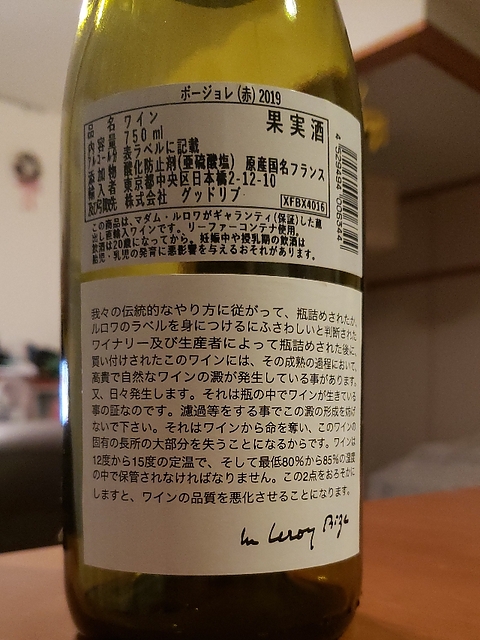 ボージョレ(赤)2019
品名 ワイン 果実酒
内容量 750ml
アルコール分 表ラベルに記載
添加物 酸化防止剤(亜硫酸塩) 原産国名フランス
輸入者 東京都中央区日本橋2-12-10
及び引取先 株式会社 グッドリブ XFBX4016
この商品は、マダム・ルロワがギャランティ(保証)した蔵
出し直輸入ワインです。リーファーコンテナ使用。
飲酒は20歳になってから。妊娠中や授乳期の飲酒は
胎児・乳児の発育に悪影響を与えるおそれがあります。
我々の伝統的なやり方に従がって、瓶詰めされたか、
ルロワのラベルを身につけるにふさわしいと判断された
ワイナリー及び生産者によって瓶詰めされた後に、
買い付けされたこのワインには、その成熟の過程において、
高貴で自然なワインの澱が発生している事があります。
又、日々発生します。それは瓶の中でワインが生きている
事の証なのです。濾過等をする事でこの澱の形成を妨げ
ないで下さい。それはワインから命を奪い、このワインの
固有の長所の大部分を失うことになるからです。ワインは
12度から15度の定温で、そして最低80%から85%の湿度
の中で保管されなければなりません。この2点をおろそかに
しますと、ワインの品質を悪化させることになります。